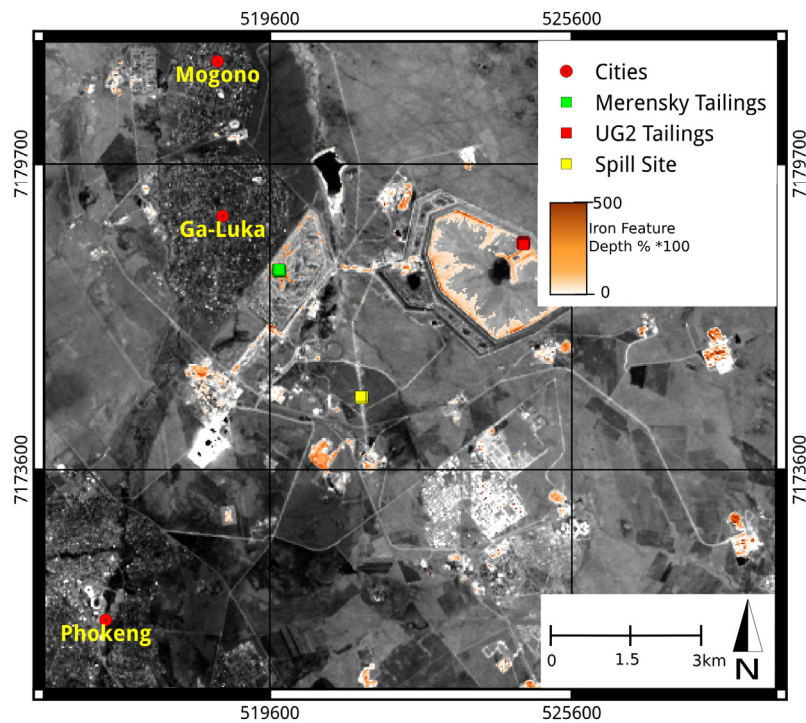 519600 525600
Mogono
Cities
Merensky Tailings
UG2 Tailings
Spill Site
7179700 7179700
500
Iron Feature
Depth % *100
0
Ga-Luka
7173600 7173600
Phokeng
0 1.5 3km
N
519600 525600